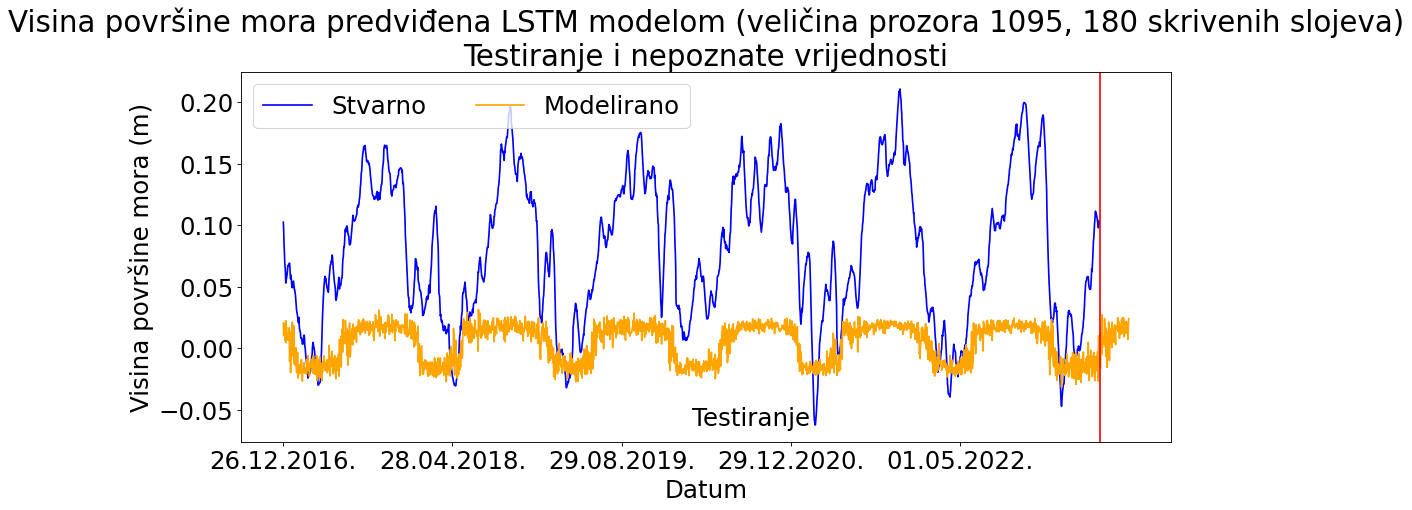 Visina površine mora predviđena LSTM modelom (veličina prozora 1095, 180 skrivenih slojeva)
Testiranje i nepoznate vrijednosti
Stvarno
Modelirano
Visina površine mora (m)
0.20
0.15
0.10
0.05
0.00
−0.05
Testiranje
26.12.2016.
28.04.2018.
29.08.2019.
29.12.2020.
01.05.2022.
Datum